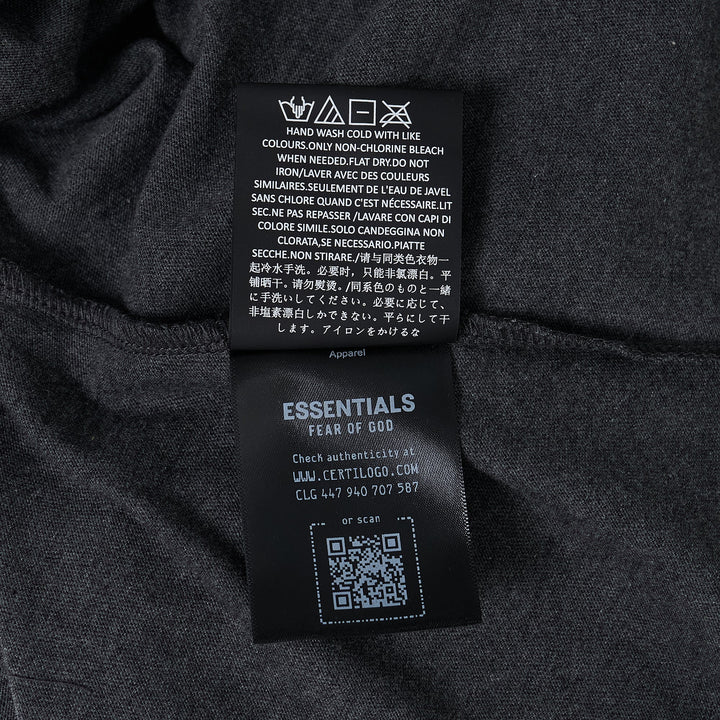 HAND WASH COLD WITH LIKE
COLOURS.ONLY NON-CHLORINE BLEACH
WHEN NEEDED.FLAT DRY.DO NOT
IRON/LAVER AVEC DES COULEURS
SIMILAIRES.SEULEMENT DE L'EAU DE JAVEL
SANS CHLORE QUAND C'EST NÉCESSAIRE.LIT
SEC.NE PAS REPASSER /LAVARE CON CAPI DI
COLORE SIMILE.SOLO CANDEGGINA NON
CLORATA,SE NECESSARIO.PIATTE
SECCHE.NON STIRARE./请与同类色衣物一
起冷水手洗。必要时，只能非氯漂白。平
铺晒干。请勿熨烫。/同系色のものと一緒
に手洗いしてください。必要に応じて、
非塩素漂白しかできない。平らにして干
します。アイロンをかけるな
Apparel
ESSENTIALS
FEAR OF GOD
Check authenticity at
WWW.CERTILOGO.COM
CLG 447 940 707 587
or scan